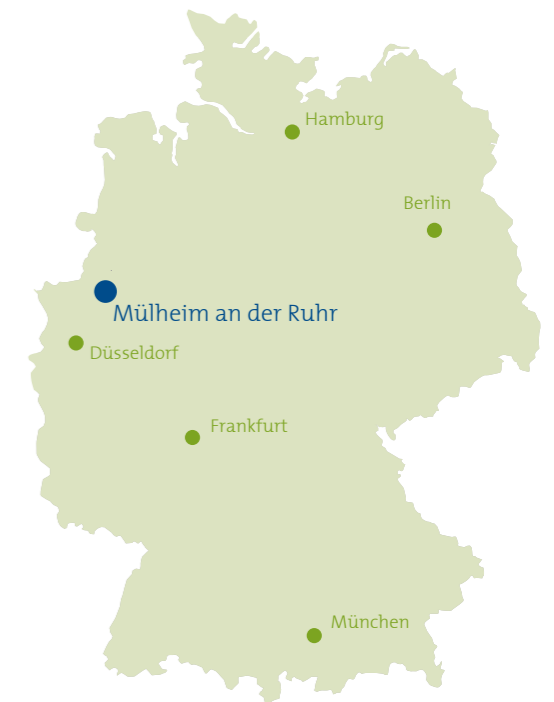 Hamburg
Berlin
Mülheim an der Ruhr
Düsseldorf
Frankfurt
München